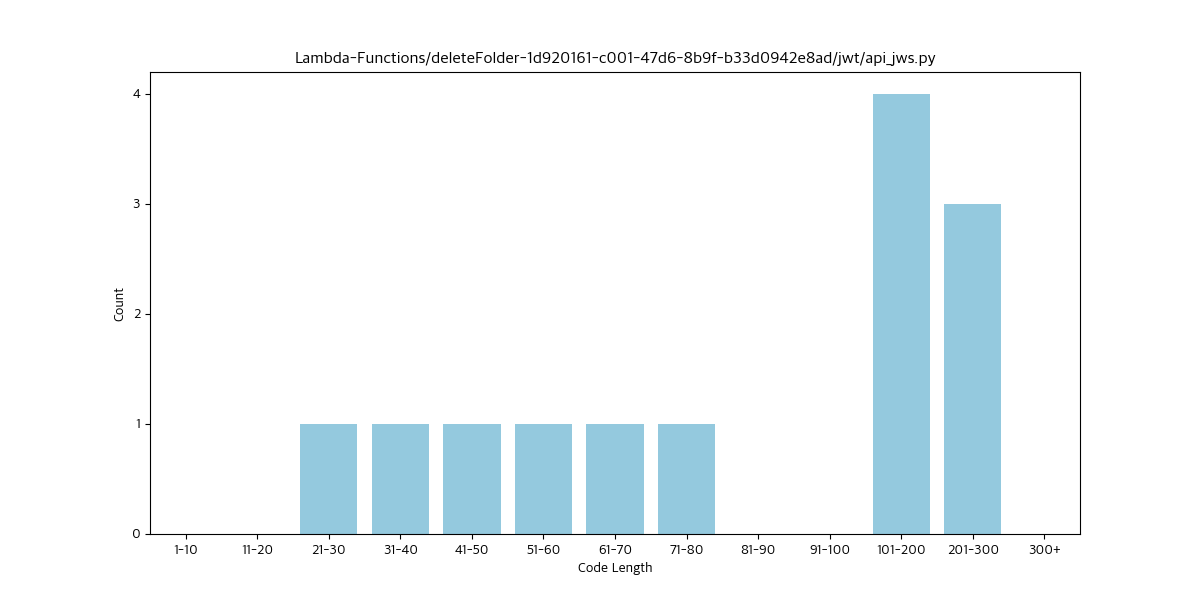 Lambda-Functions/deleteFolder-1d920161-c001-47d6-8b9f-b33d0942e8ad/jwt/api_jws.py
4
3
2
1
0
Count
1-10 11-20 21-30 31-40 41-50 51-60 61-70 71-80 81-90 91-100 101-200 201-300 300+
Code Length